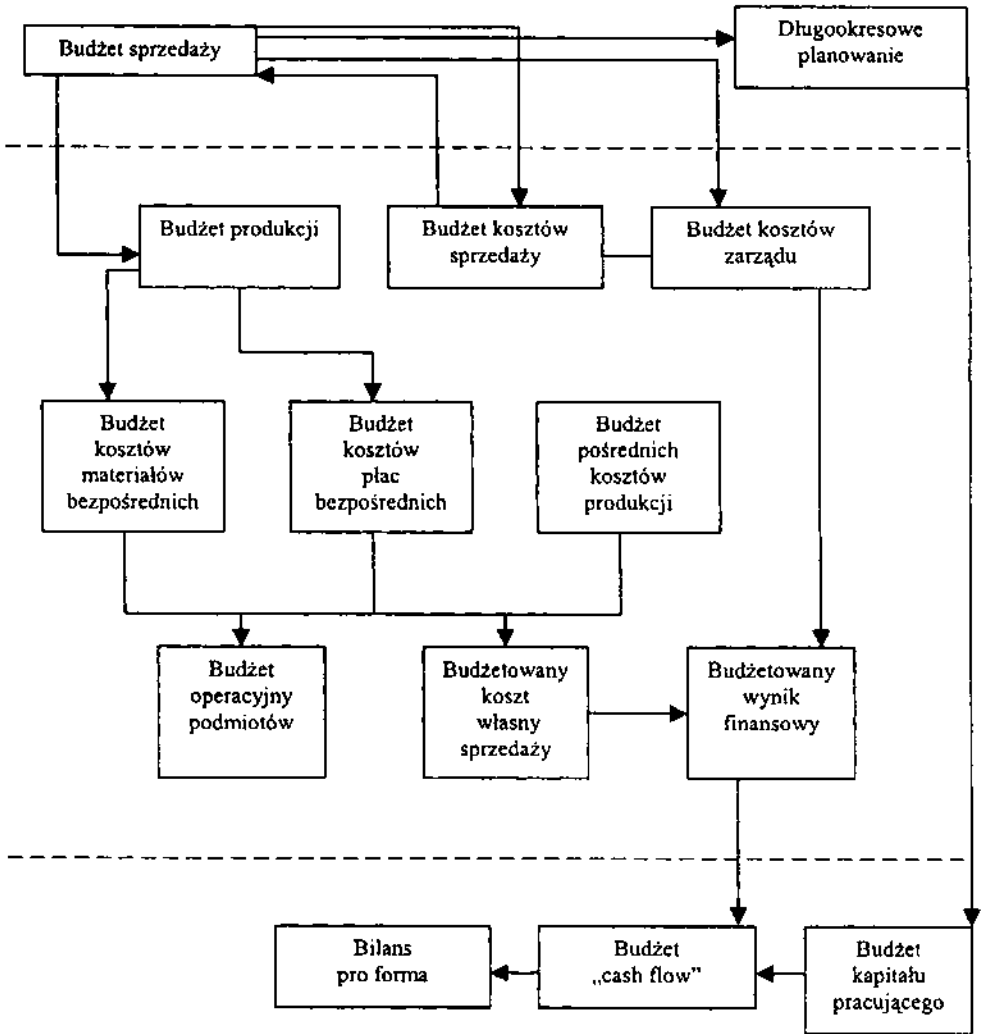 Budżet sprzedaży
Długookresowe
planowanie
Budżet produkcji
Budżet kosztów
sprzedaży
Budżet kosztów
zarządu
Budżet
kosztów
materiałów
bezpośrednich
Budżet
kosztów
płac
bezpośrednich
Budżet
pośrednich
kosztów
produkcji
Budżet
operacyjny
podmiotów
Budżetowany
koszt
własny
sprzedaży
Budżetowany
wynik
finansowy
Bilans
pro forma
Budżet
„cash flow”
Budżet
kapitału
pracującego